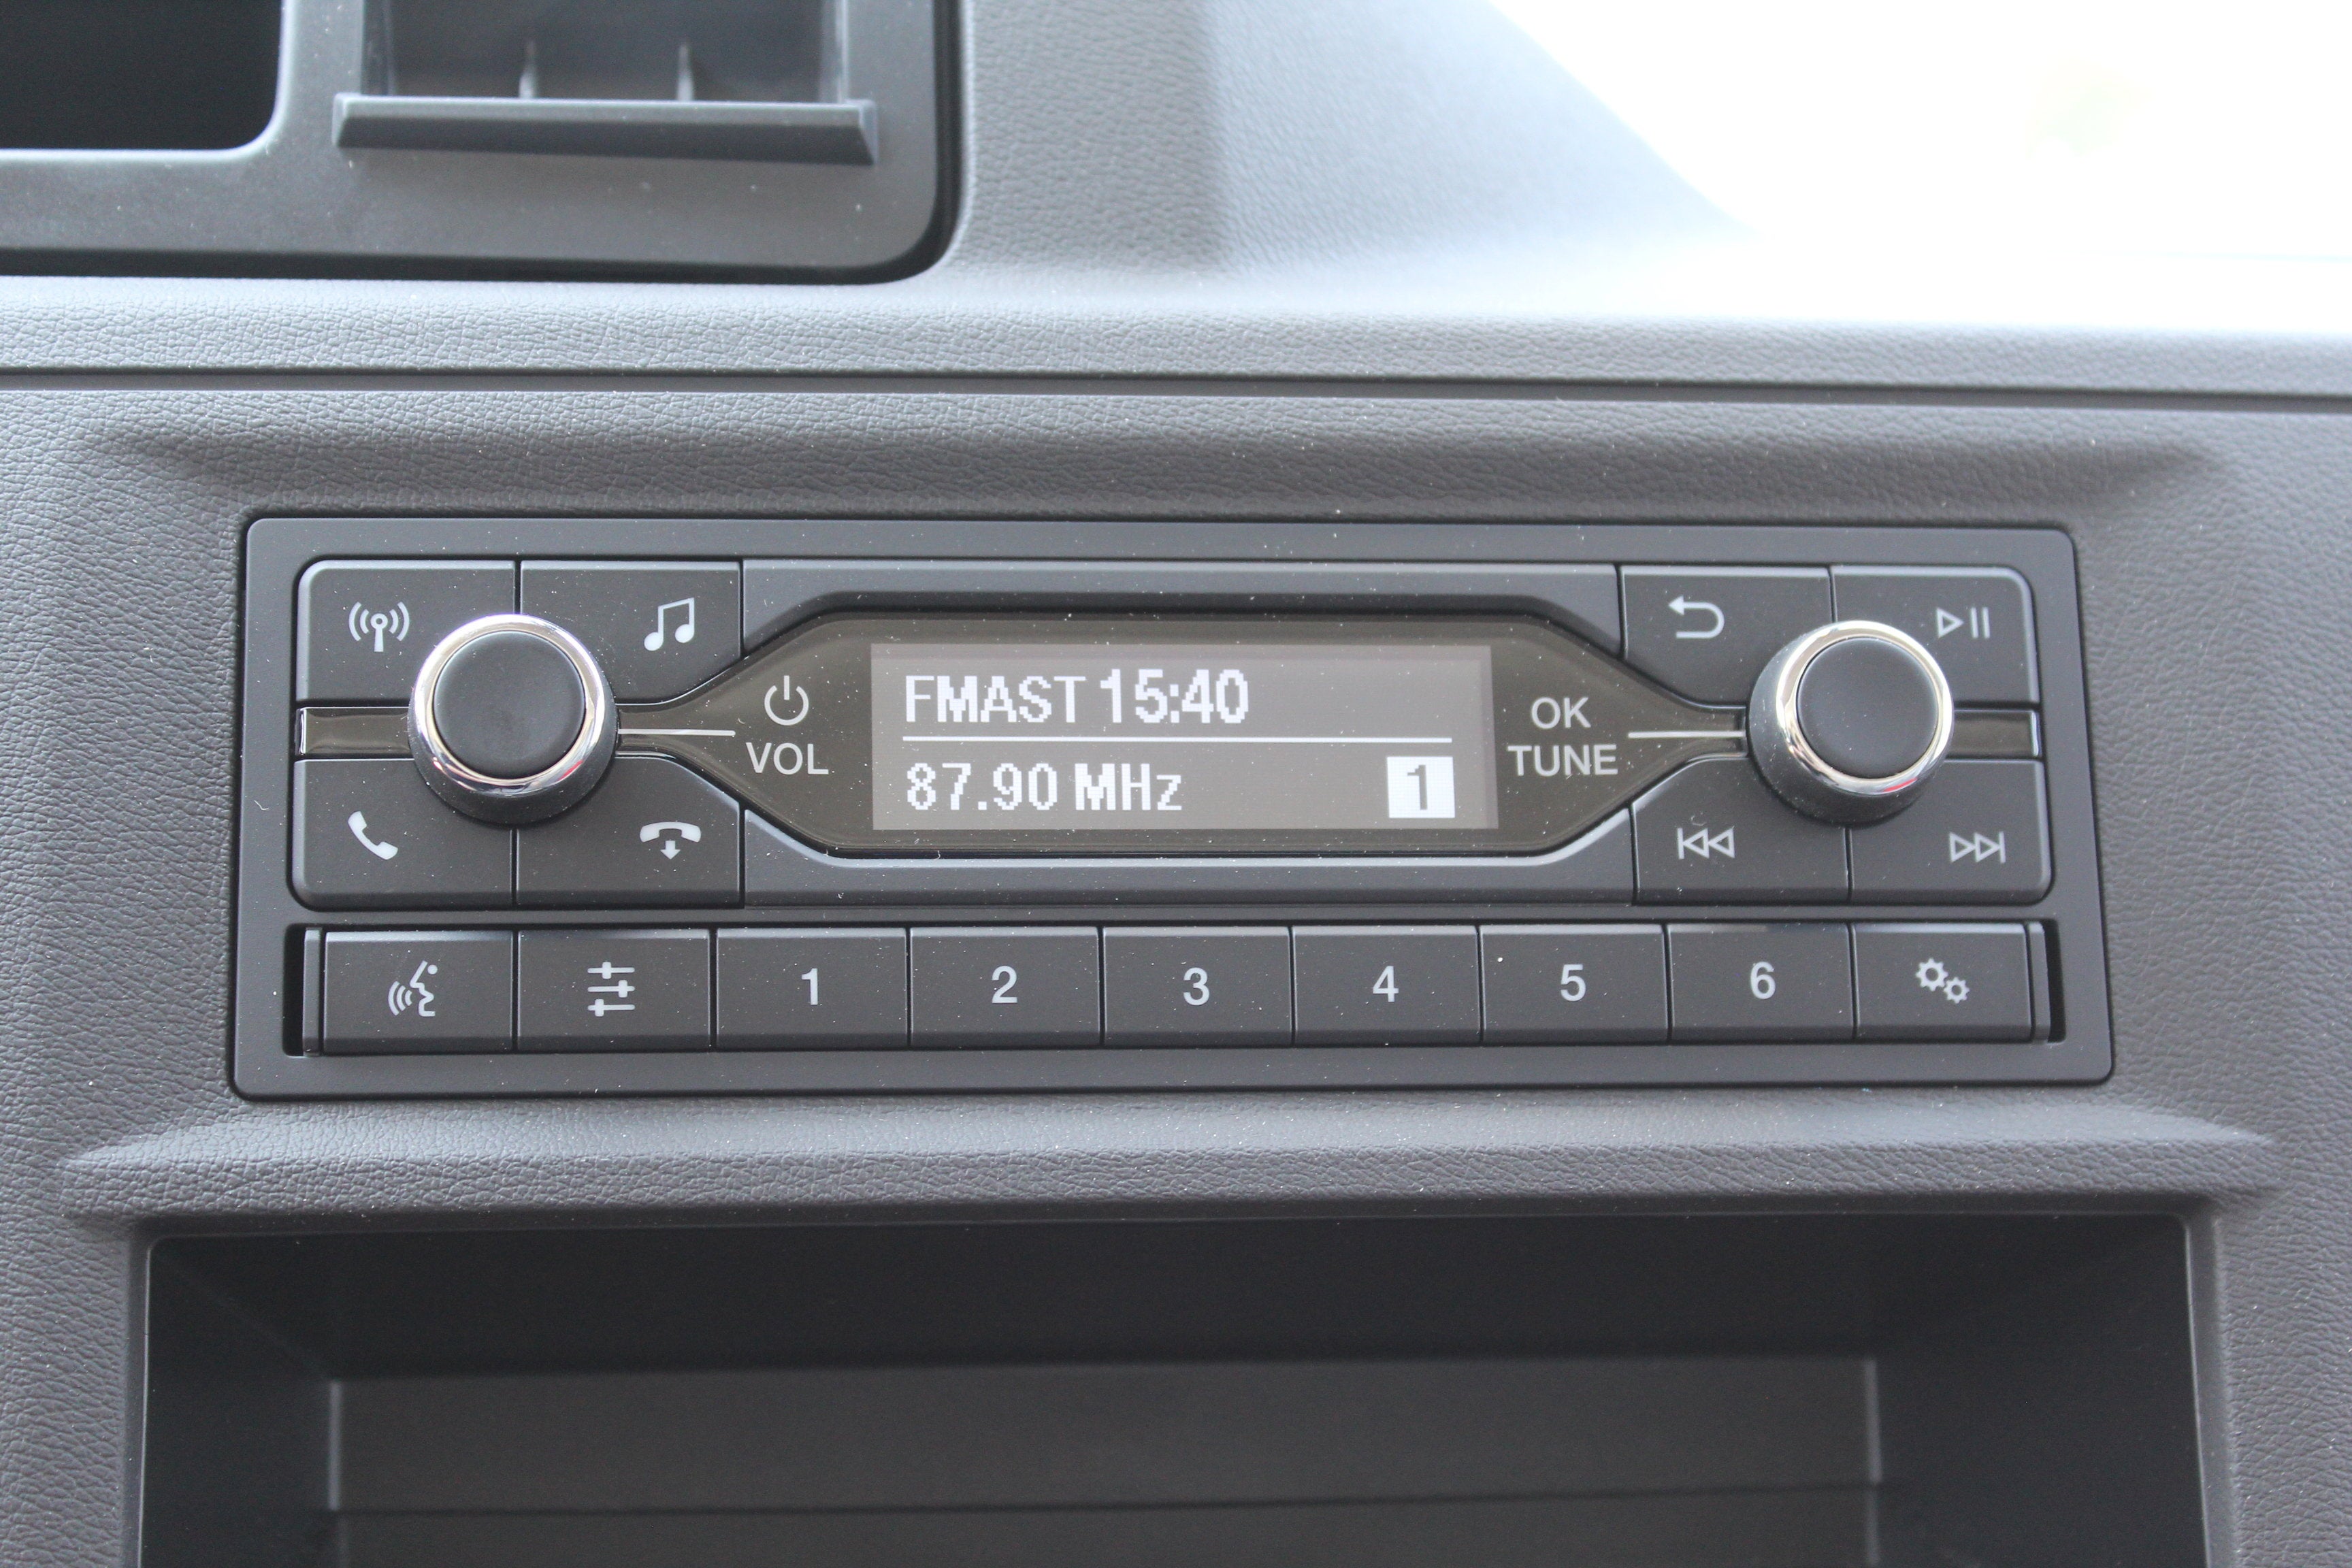 FMAST 15:40
87.90 MHz 1
VOL
OK
TUNE
1 2 3 4 5 6